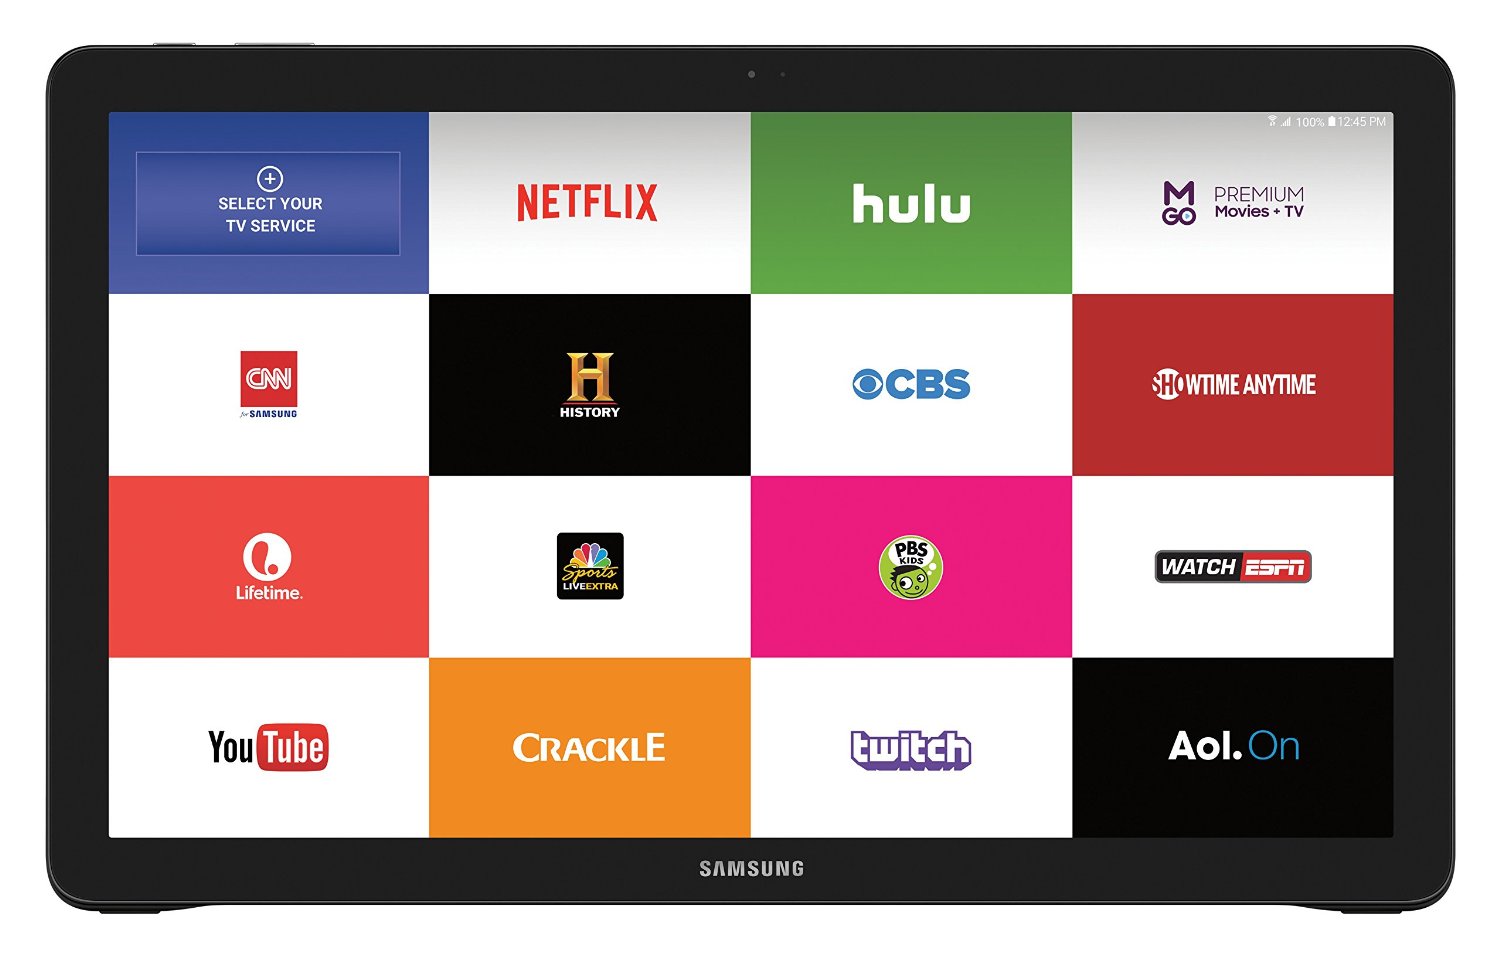 100% 12:45 PM
SELECT YOUR
TV SERVICE
NETFLIX
hulu
M
GO
PREMIUM
Movies + TV
CNN
for SAMSUNG
H
HISTORY
CBS
SHOWTIME ANYTIME
Lifetime.
Sports
LIVEEXTRA
PBS
KIDS
WATCH ESPN
YouTube
CRACKLE
twitch
Aol.On
SAMSUNG